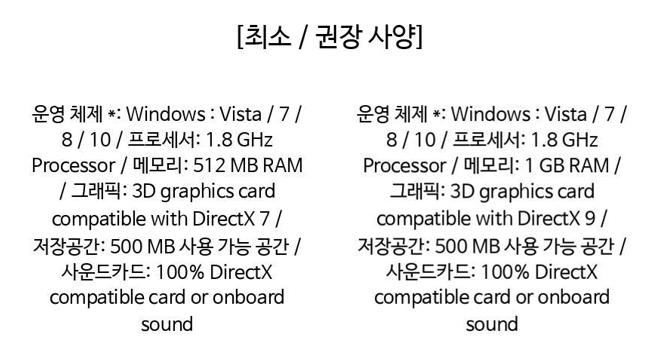 [최소 / 권장 사양]
운영 체제 *: Windows : Vista / 7 /
8 / 10 / 프로세서: 1.8 GHz
Processor / 메모리: 512 MB RAM
/ 그래픽: 3D graphics card
compatible with DirectX 7 /
저장공간: 500 MB 사용 가능 공간 /
사운드카드: 100% DirectX
compatible card or onboard
sound
운영 체제 *: Windows : Vista / 7 /
8 / 10 / 프로세서: 1.8 GHz
Processor / 메모리: 1 GB RAM /
그래픽: 3D graphics card
compatible with DirectX 9 /
저장공간: 500 MB 사용 가능 공간 /
사운드카드: 100% DirectX
compatible card or onboard
sound